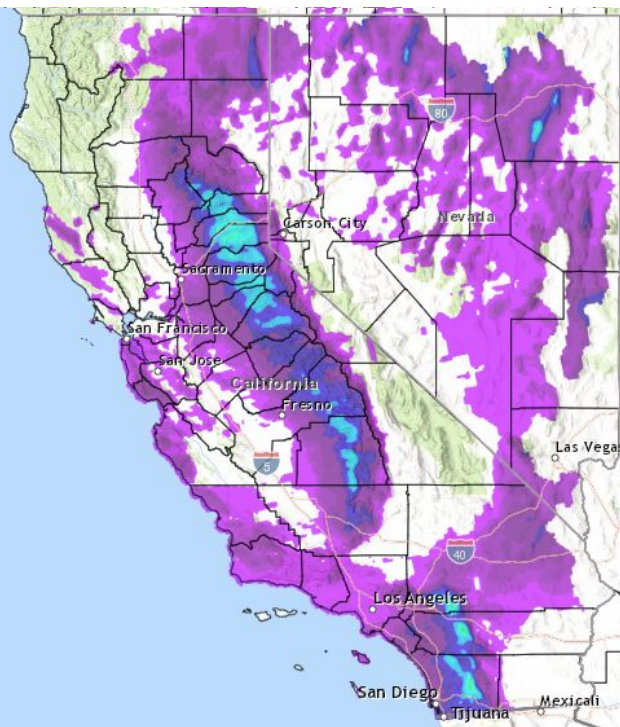 80
Nevada
Carson City
Sacramento
San Francisco
San Jose
California
Fresno
5
Las Vegas
40
Los Angeles
San Diego
Tijuana
Mexicali